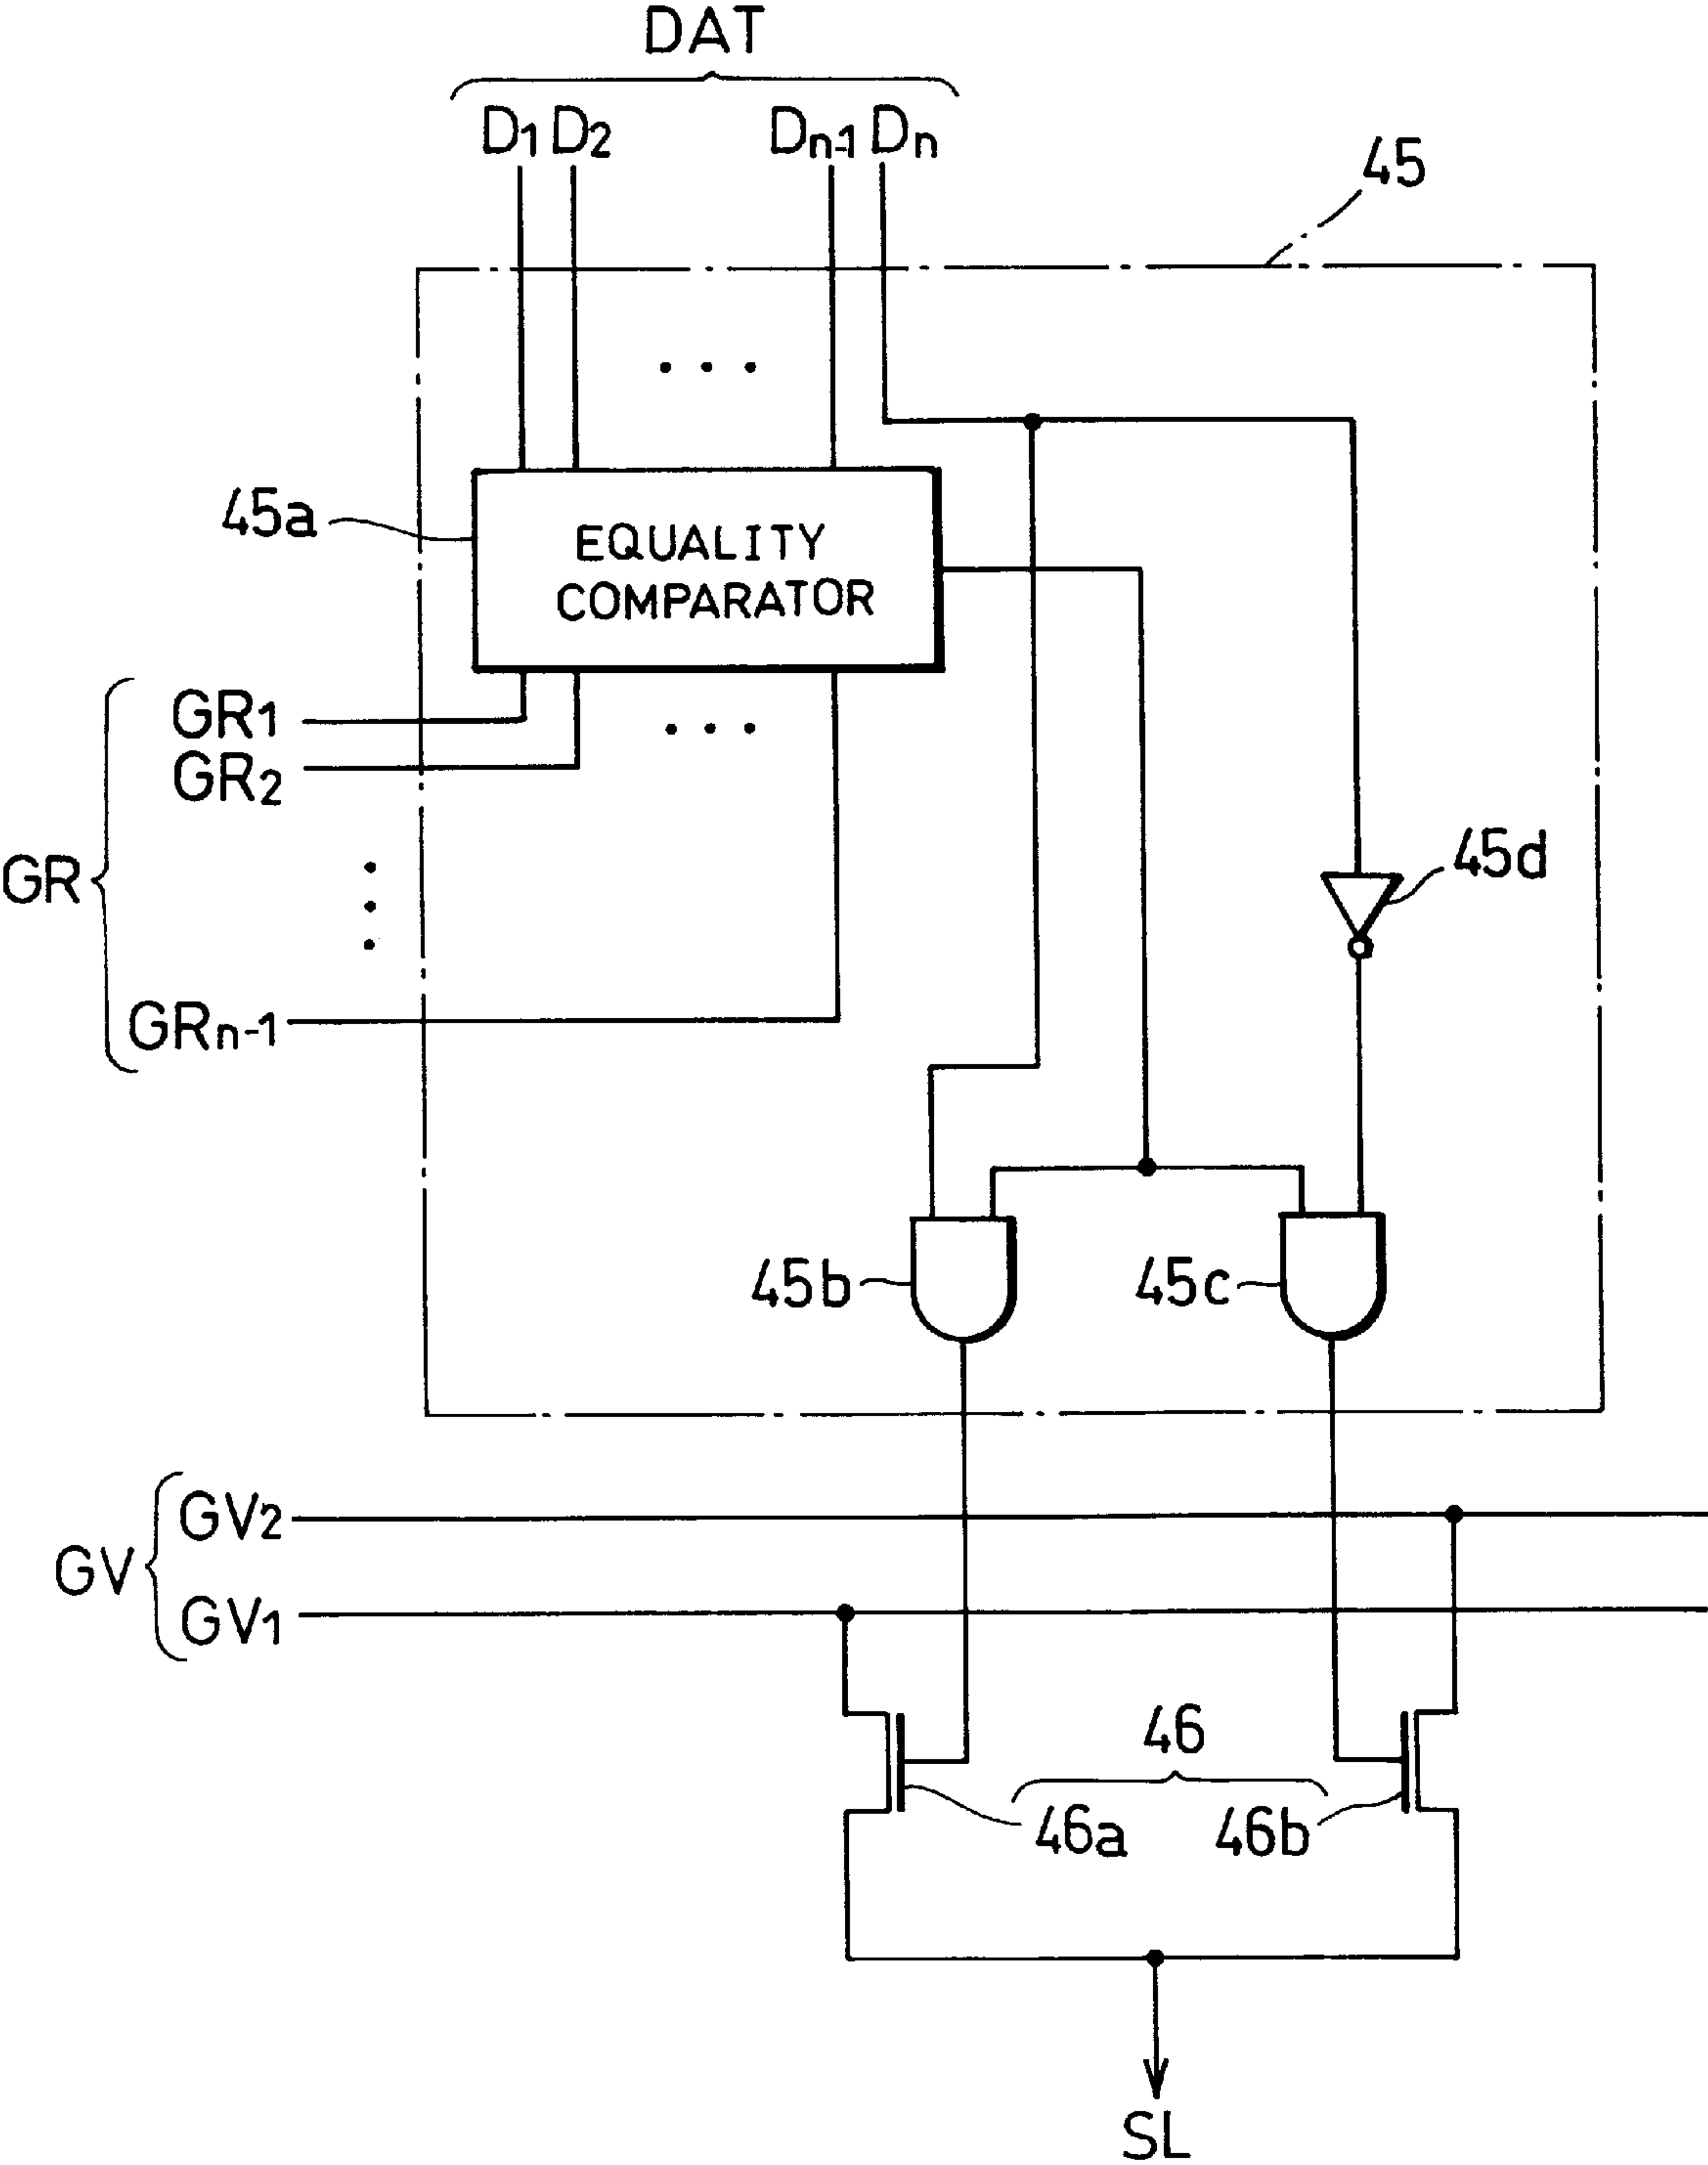 DAT
D1 D2 Dn-1 Dn
45
45a
EQUALITY
COMPARATOR
GR1
GR2
GR
45d
GRn-1
45b
45c
GV2
GV
GV1
46
46a
46b
SL